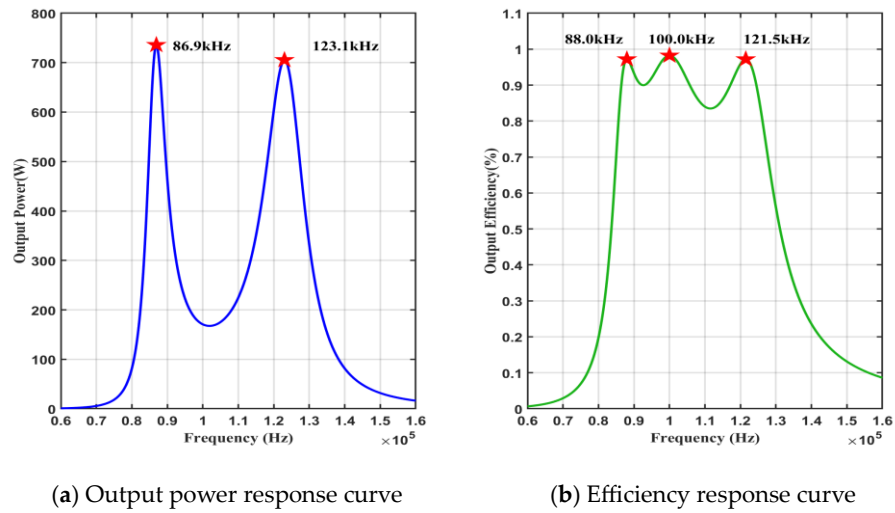 800
700
600
500
400
300
200
100
0
Output Power(W)
86.9kHz
123.1kHz
0.6 0.7 0.8 0.9 1 1.1 1.2 1.3 1.4 1.5 1.6
Frequency (Hz)
×10⁵
(a) Output power response curve
1.1
1
0.9
0.8
0.7
0.6
0.5
0.4
0.3
0.2
0.1
0
Output Efficiency(%)
88.0kHz 100.0kHz 121.5kHz
0.6 0.7 0.8 0.9 1 1.1 1.2 1.3 1.4 1.5 1.6
Frequency (Hz)
×10⁵
(b) Efficiency response curve